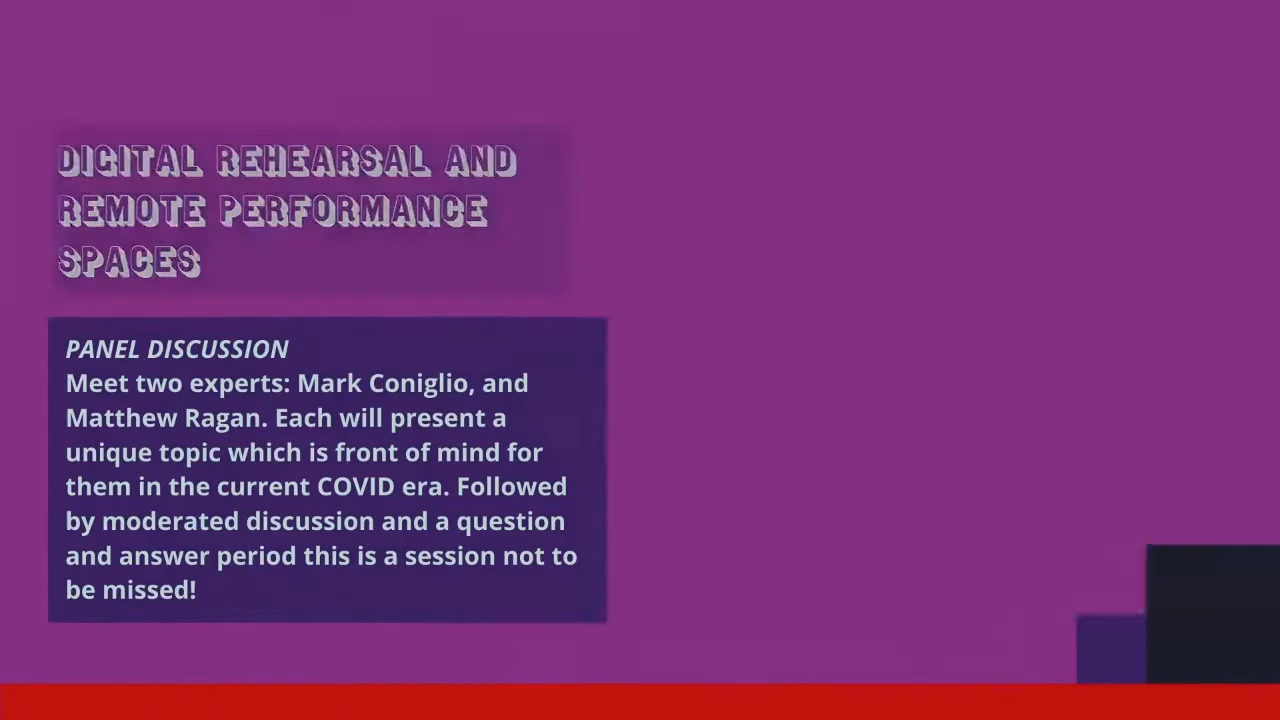 DIGITAL REHEARSAL AND
REMOTE PERFORMANCE
SPACES
PANEL DISCUSSION
Meet two experts: Mark Coniglio, and
Matthew Ragan. Each will present a
unique topic which is front of mind for
them in the current COVID era. Followed
by moderated discussion and a question
and answer period this is a session not to
be missed!